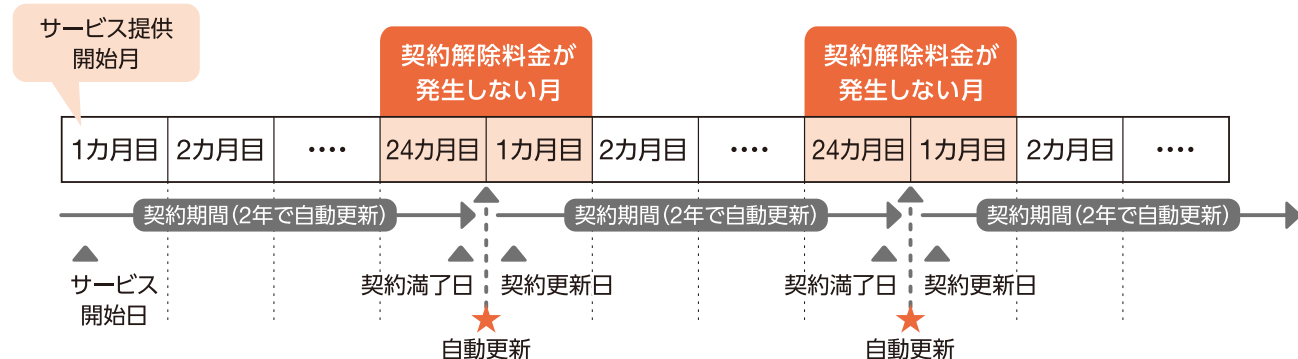 サービス提供
開始月
契約解除料金が
発生しない月
契約解除料金が
発生しない月
1カ月目 2カ月目 ‥‥ 24カ月目 1カ月目 2カ月目 ‥‥ 24カ月目 1カ月目 2カ月目 ‥‥
契約期間(2年で自動更新) 契約期間(2年で自動更新) 契約期間(2年で自動更新)
サービス
開始日
契約満了日 契約更新日 契約満了日 契約更新日
自動更新 自動更新